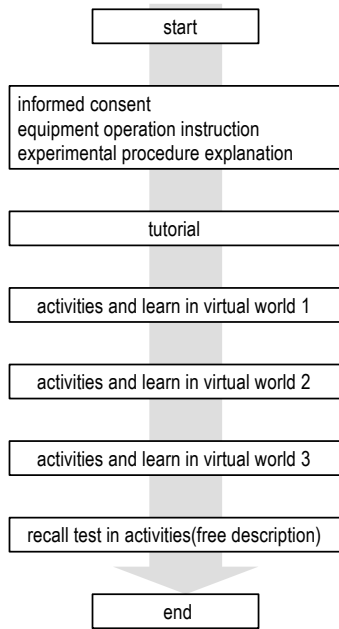 start
informed consent
equipment operation instruction
experimental procedure explanation
tutorial
activities and learn in virtual world 1
activities and learn in virtual world 2
activities and learn in virtual world 3
recall test in activities(free description)
end